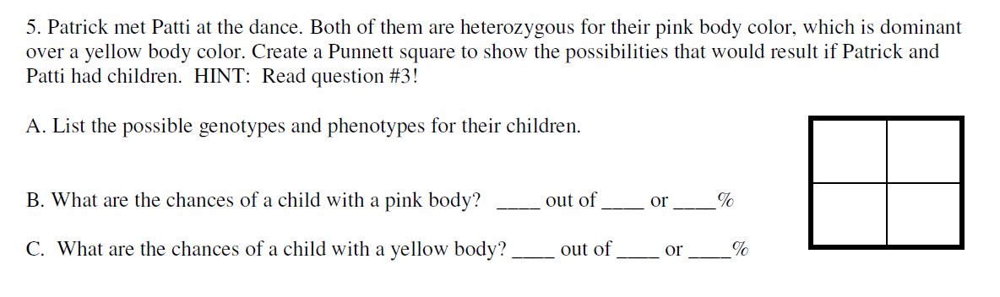 5. Patrick met Patti at the dance. Both of them are heterozygous for their pink body color, which is dominant
over a yellow body color. Create a Punnett square to show the possibilities that would result if Patrick and
Patti had children.  HINT:  Read question #3!
A. List the possible genotypes and phenotypes for their children.
B. What are the chances of a child with a pink body?  ____ out of ____ or ____%
C.  What are the chances of a child with a yellow body? ____ out of ____ or ____%